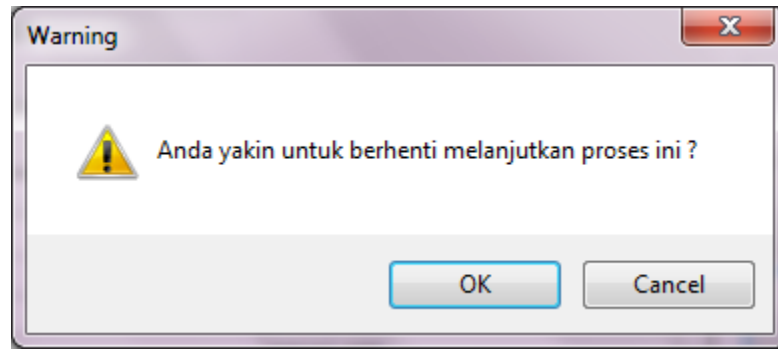 Warning
Anda yakin untuk berhenti melanjutkan proses ini ?
OK
Cancel